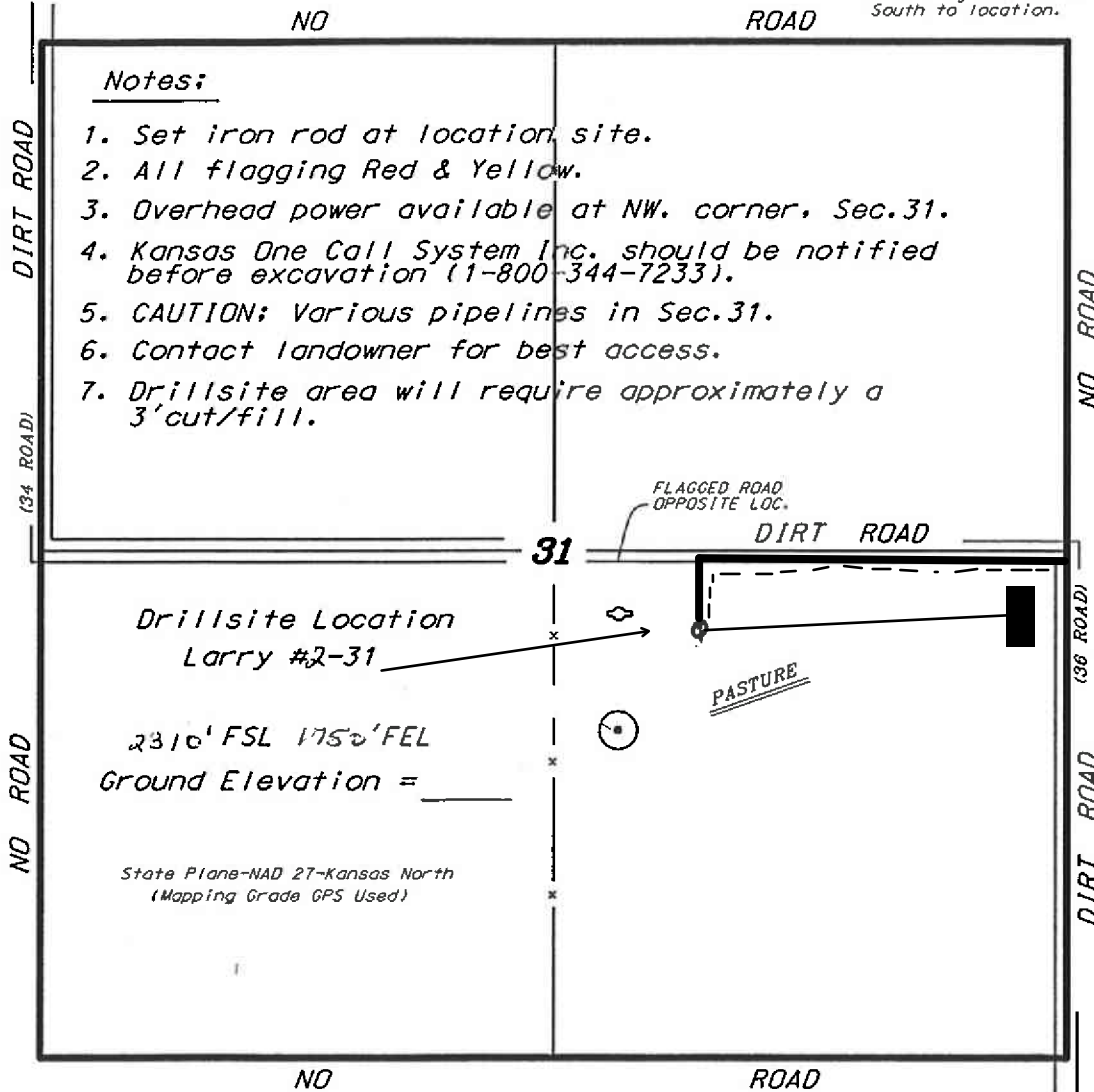 South to location.
NO ROAD
Notes:
1. Set iron rod at location site.
2. All flagging Red & Yellow.
3. Overhead power available at NW. corner, Sec.31.
4. Kansas One Call System Inc. should be notified
before excavation (1-800-344-7233).
5. CAUTION: Various pipelines in Sec.31.
6. Contact landowner for best access.
7. Drillsite area will require approximately a
3'cut/fill.
DIRT ROAD
(34 ROAD)
NO ROAD
NO ROAD
(36 ROAD)
DIRT ROAD
FLAGGED ROAD
OPPOSITE LOC.
DIRT ROAD
31
Drillsite Location
Larry #2-31
PASTURE
2310' FSL 1750'FEL
Ground Elevation =
State Plane-NAD 27-Kansas North
(Mapping Grade GPS Used)
NO ROAD